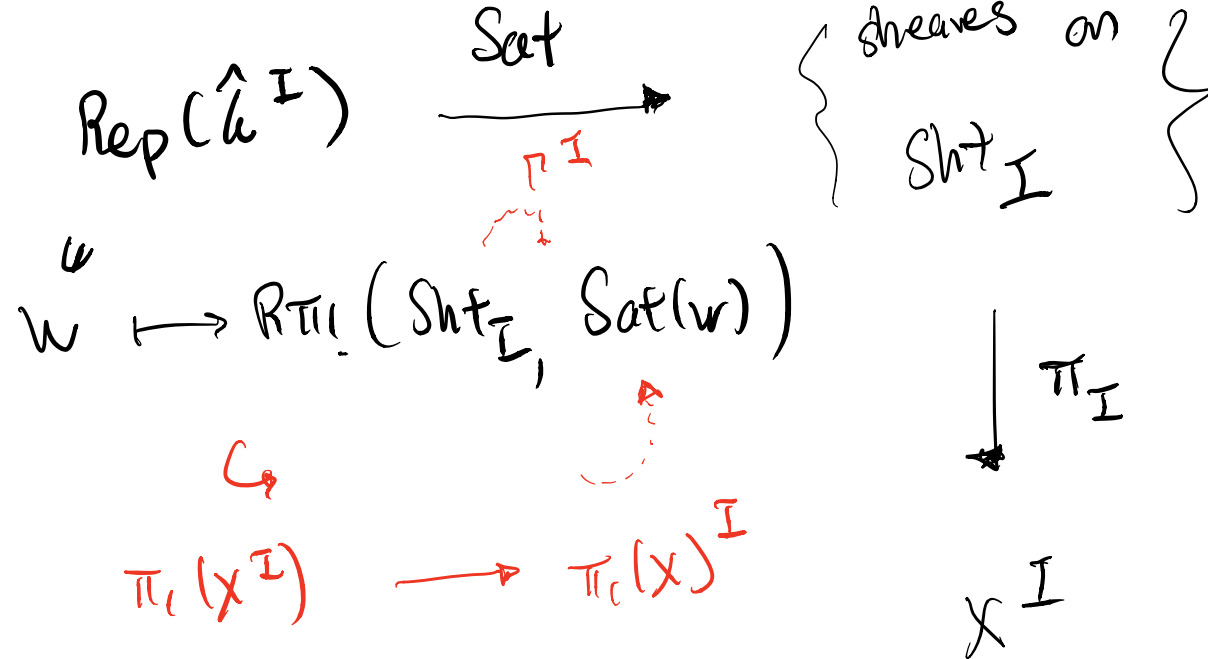 Rep(Ĝ^I) Sat { sheaves on Sht_I }
Γ^I
W ↦ Rπ_! ( Sht_I, Sat(W) )
π_I
π_1(X^I) → π_1(X)^I
X^I